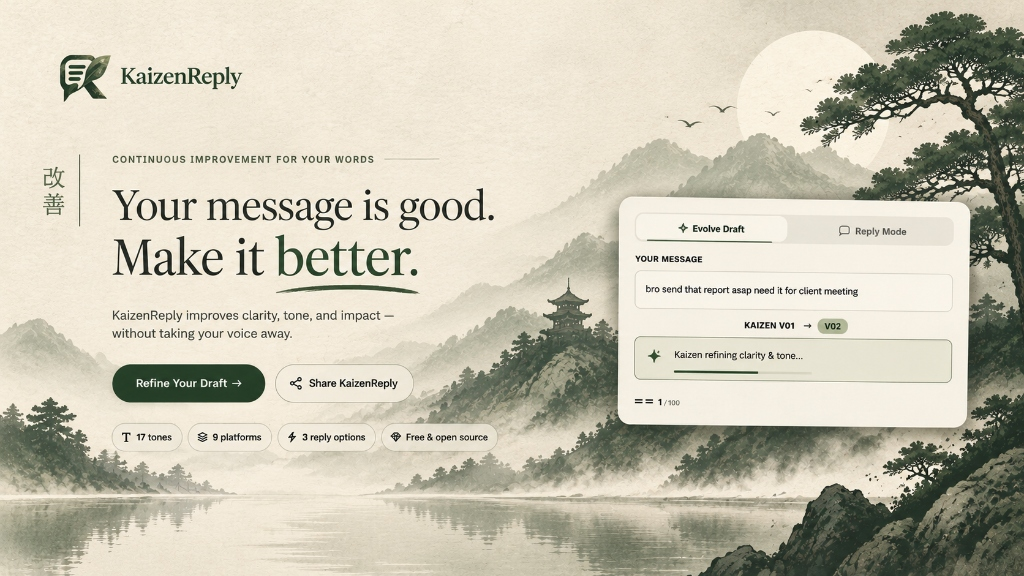 KaizenReply
改善
CONTINUOUS IMPROVEMENT FOR YOUR WORDS
Your message is good.
Make it better.
KaizenReply improves clarity, tone, and impact —
without taking your voice away.
Refine Your Draft →
Share KaizenReply
17 tones
9 platforms
3 reply options
Free & open source
Evolve Draft
Reply Mode
YOUR MESSAGE
bro send that report asap need it for client meeting
KAIZEN V01 → V02
Kaizen refining clarity & tone...
1 / 100